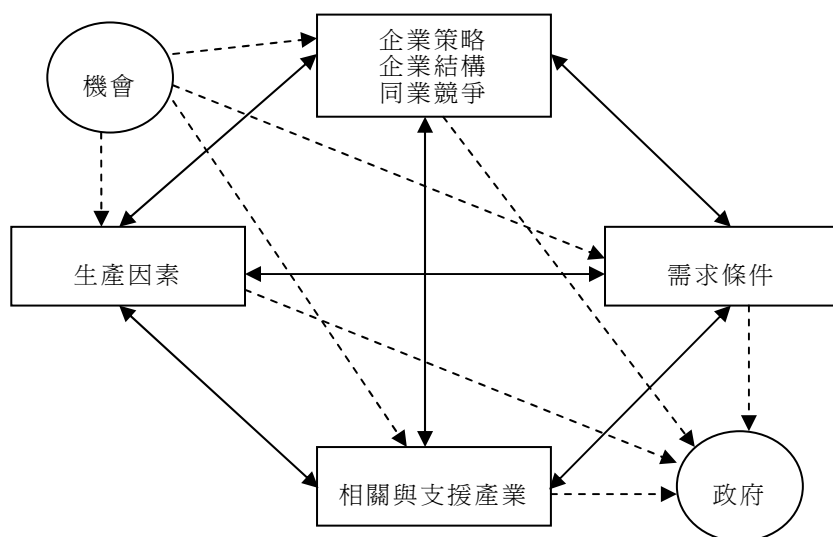 企業策略
企業結構
同業競爭
機會
生產因素
需求條件
相關與支援產業
政府